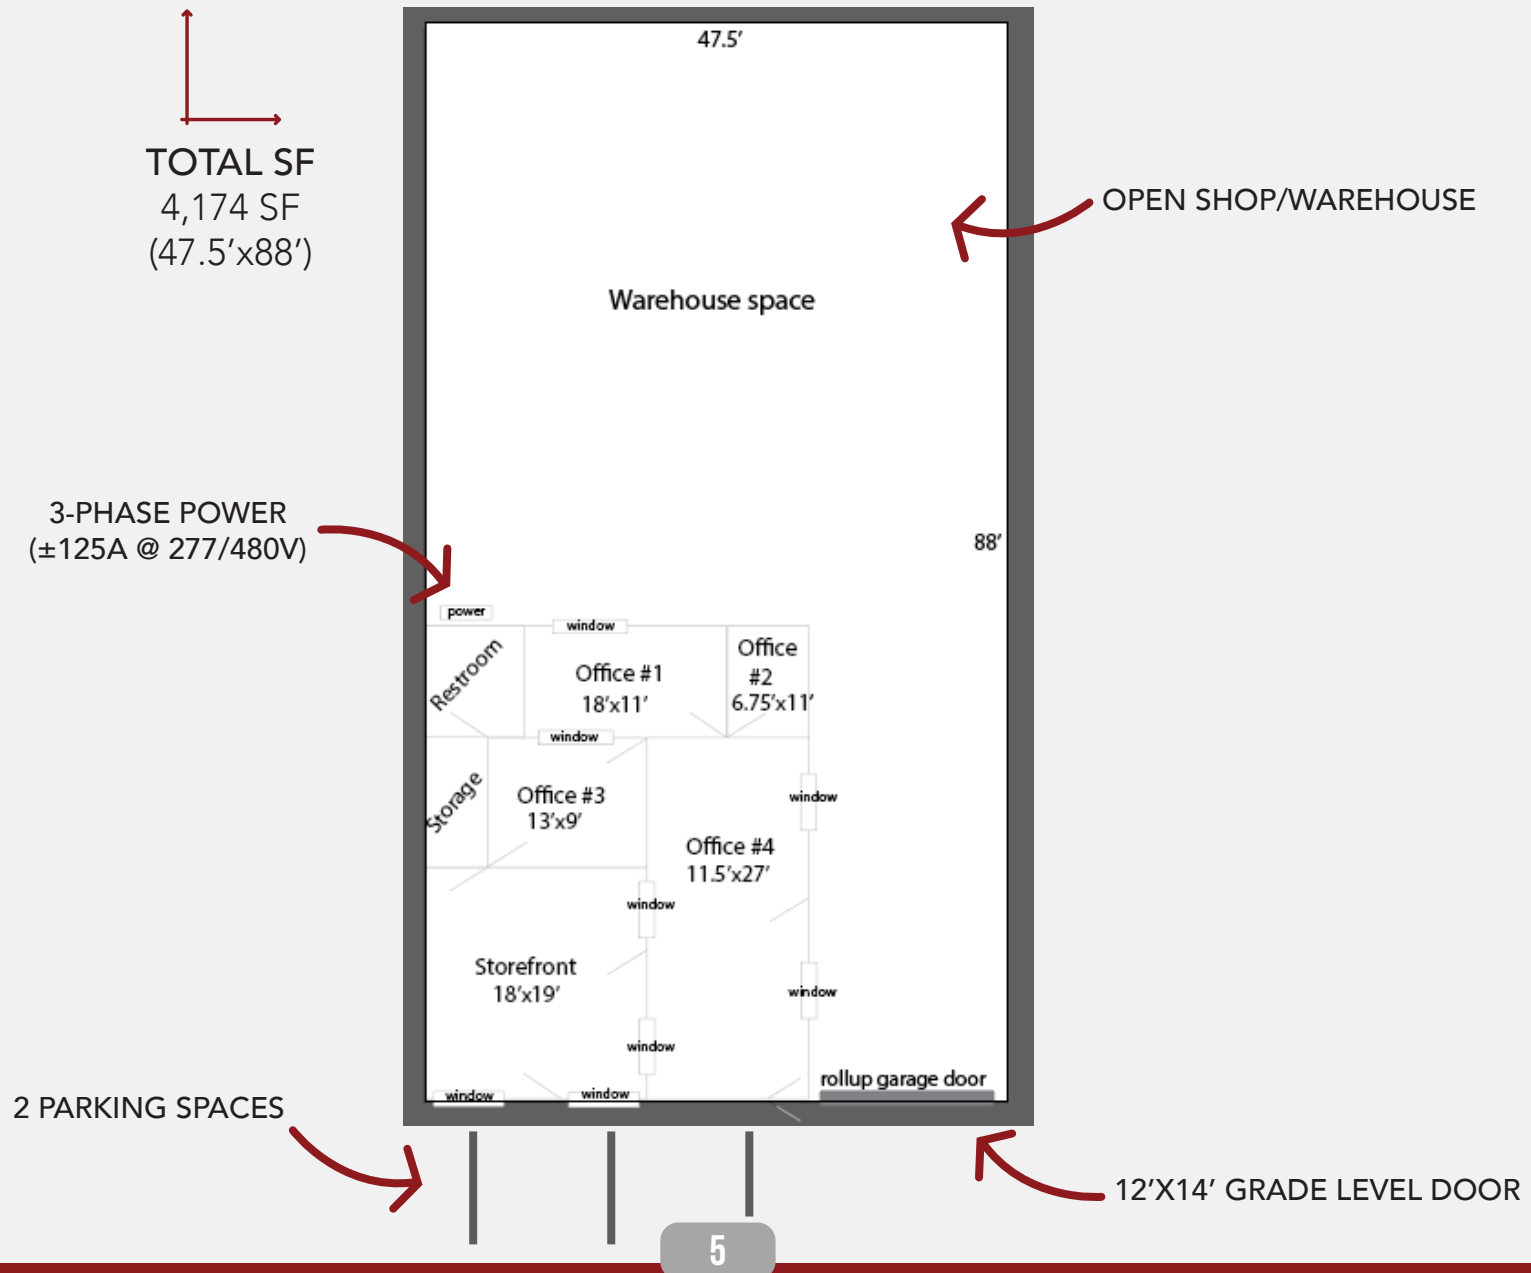 47.5'
TOTAL SF
4,174 SF
(47.5'x88')
OPEN SHOP/WAREHOUSE
Warehouse space
3-PHASE POWER
(±125A @ 277/480V)
88'
power
window
Restroom
Office #1
18'x11'
Office
#2
6.75'x11'
window
Storage
Office #3
13'x9'
window
Office #4
11.5'x27'
window
Storefront
18'x19'
window
window
rollup garage door
window
window
2 PARKING SPACES
12'X14' GRADE LEVEL DOOR
5